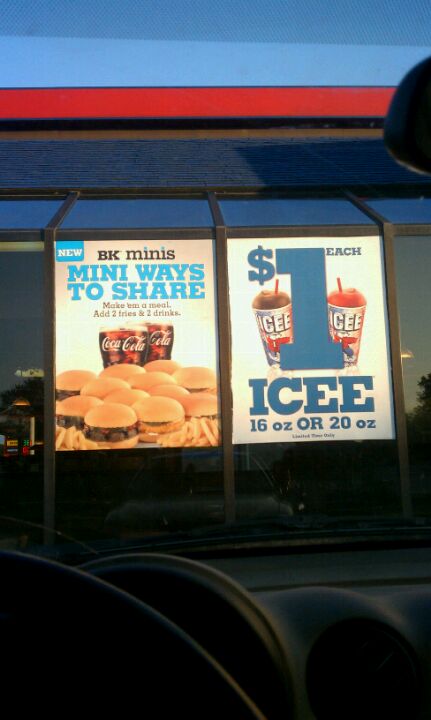 NEW
BK minis
MINI WAYS
TO SHARE
Make 'em a meal.
Add 2 fries & 2 drinks.
Coca-Cola
Cola
$1 EACH
ICEE
ICEE
ICEE
16 oz OR 20 oz
Limited Time Only